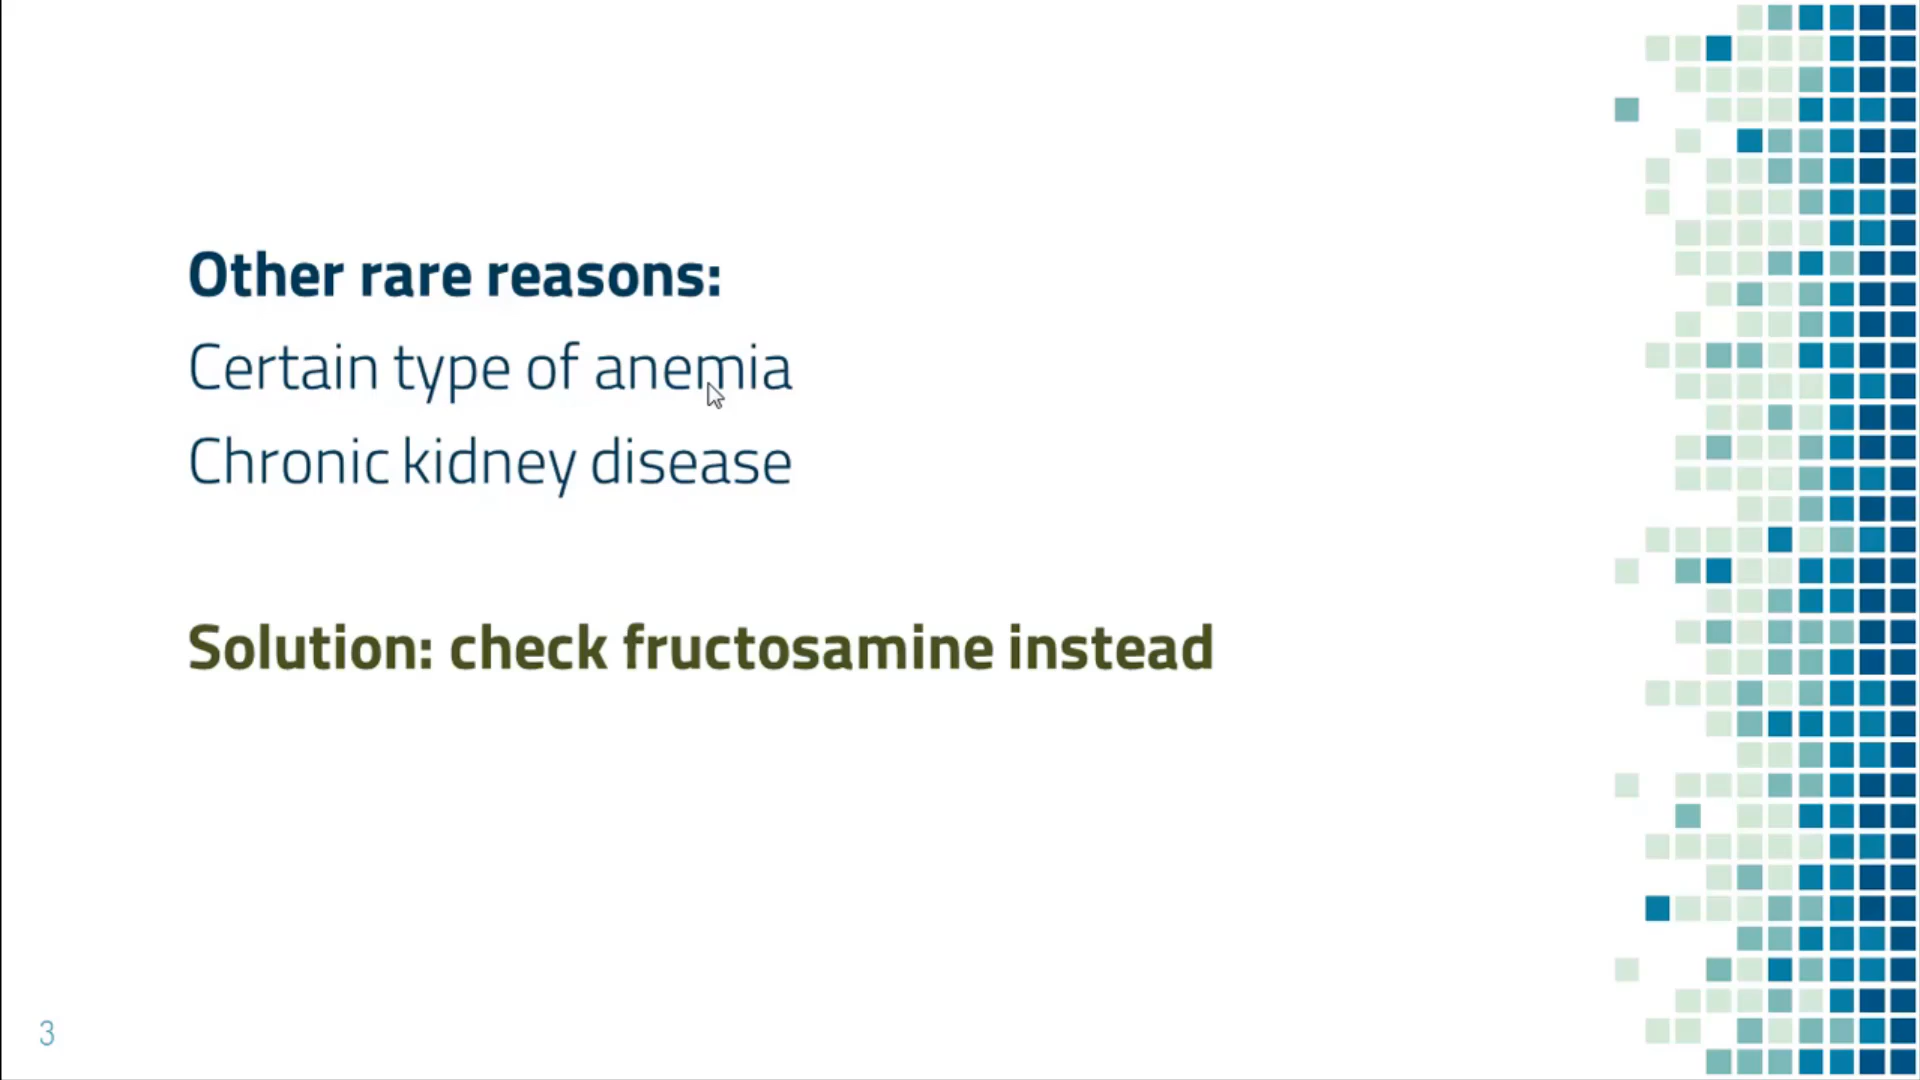 Other rare reasons:
Certain type of anemia
Chronic kidney disease
Solution: check fructosamine instead
3